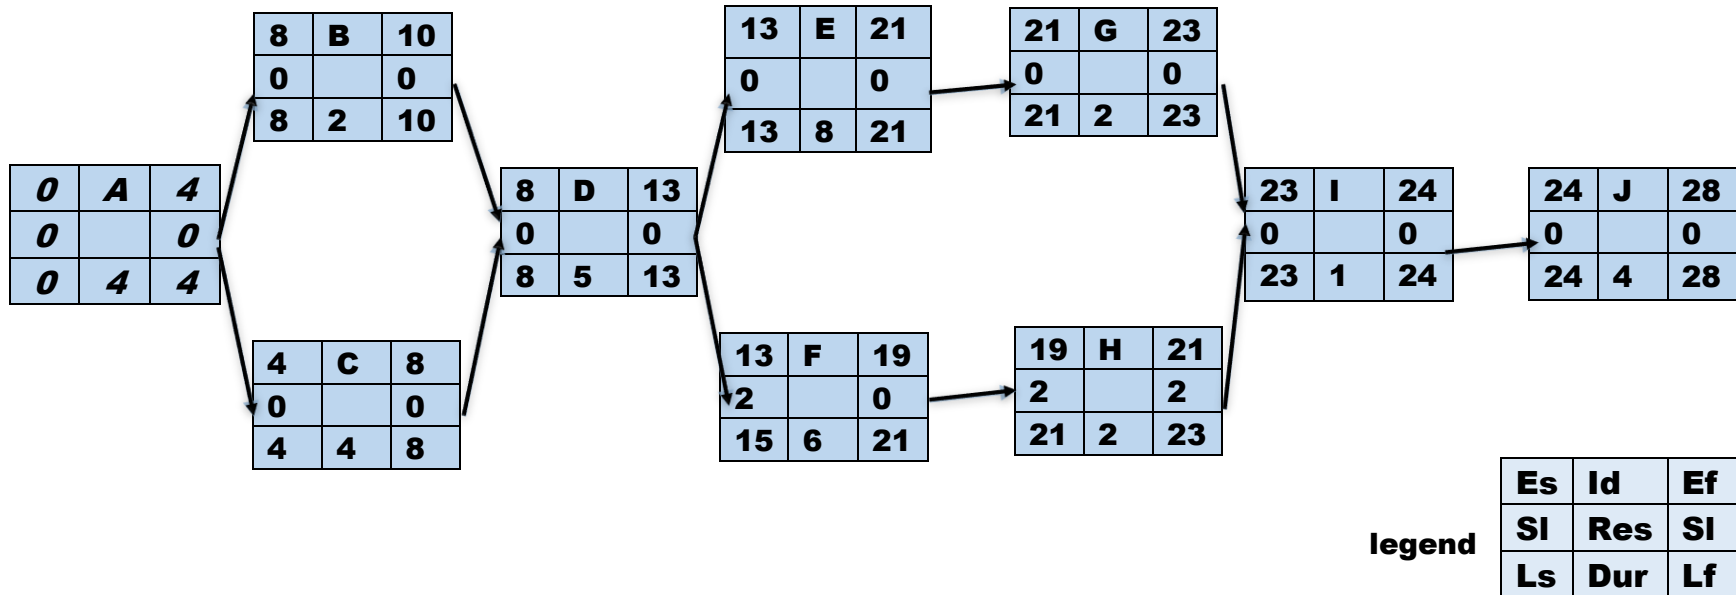 8 B 10
0 0
8 2 10
13 E 21
0 0
13 8 21
21 G 23
0 0
21 2 23
0 A 4
0 0
0 4 4
8 D 13
0 0
8 5 13
23 I 24
0 0
23 1 24
24 J 28
0 0
24 4 28
4 C 8
0 0
4 4 8
13 F 19
2 0
15 6 21
19 H 21
2 2
21 2 23
legend
Es Id Ef
Sl Res Sl
Ls Dur Lf